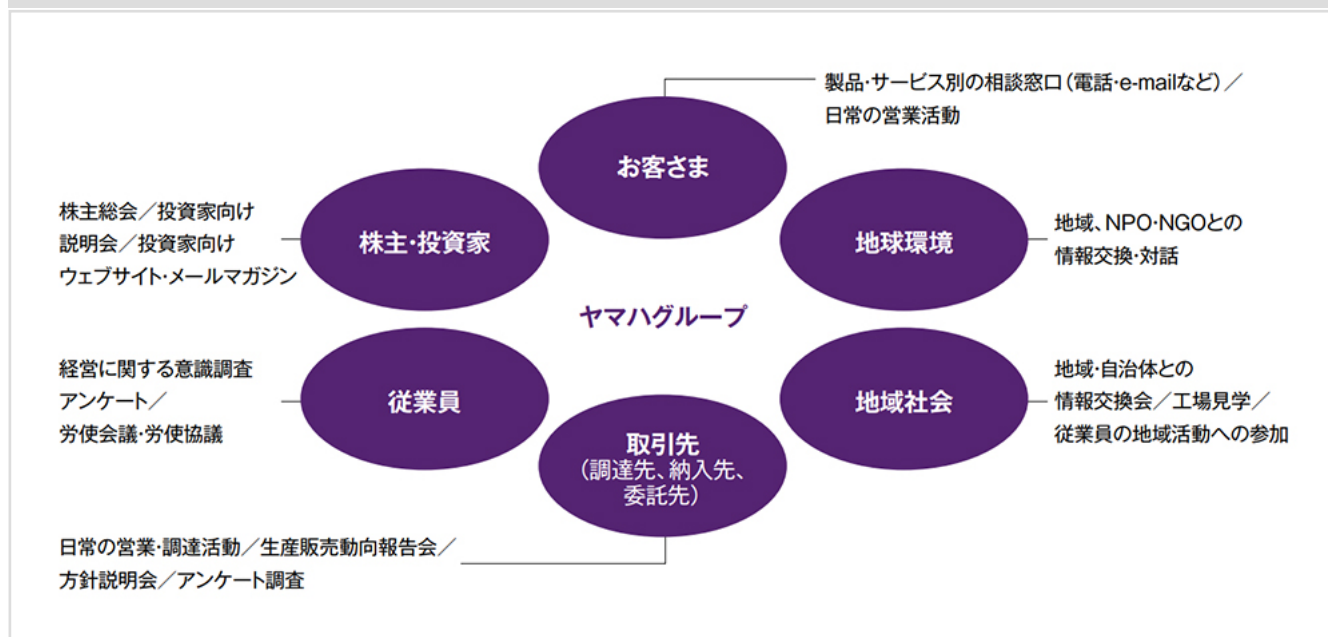 製品・サービス別の相談窓口（電話・e-mailなど）／
日常の営業活動
お客さま
株主総会／投資家向け
説明会／投資家向け
ウェブサイト・メールマガジン
株主・投資家
地球環境
地域、NPO・NGOとの
情報交換・対話
ヤマハグループ
経営に関する意識調査
アンケート／
労使会議・労使協議
従業員
地域社会
地域・自治体との
情報交換会／工場見学／
従業員の地域活動への参加
取引先
（調達先、納入先、
委託先）
日常の営業・調達活動／生産販売動向報告会／
方針説明会／アンケート調査